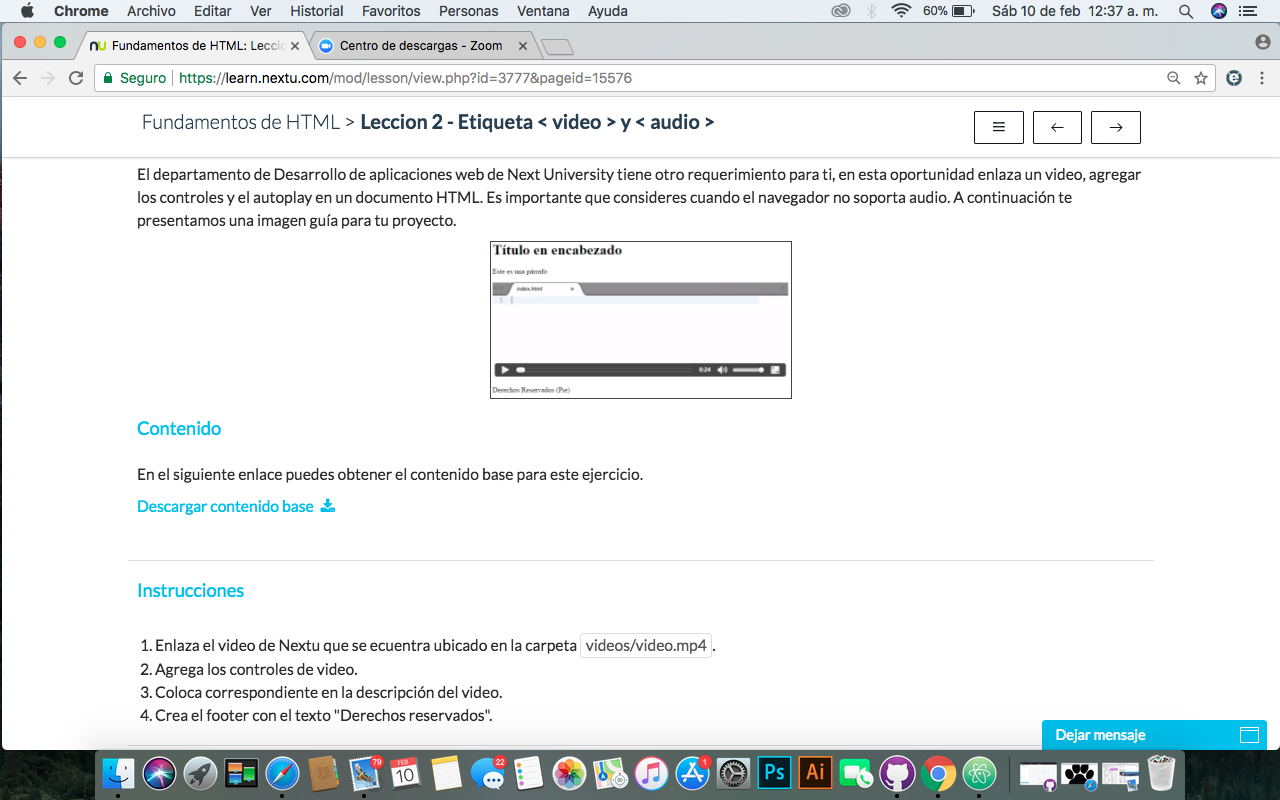 Chrome Archivo Editar Ver Historial Favoritos Personas Ventana Ayuda 60% Sáb 10 de feb 12:37 a. m.
nu Fundamentos de HTML: Lecci Centro de descargas - Zoom
Seguro https://learn.nextu.com/mod/lesson/view.php?id=3777&pageid=15576
Fundamentos de HTML > Leccion 2 - Etiqueta < video > y < audio >
El departamento de Desarrollo de aplicaciones web de Next University tiene otro requerimiento para ti, en esta oportunidad enlaza un video, agregar
los controles y el autoplay en un documento HTML. Es importante que consideres cuando el navegador no soporta audio. A continuación te
presentamos una imagen guía para tu proyecto.
Título en encabezado
Este es una párrafo
index.html
1
0:24
Derechos Reservados (Pie)
Contenido
En el siguiente enlace puedes obtener el contenido base para este ejercicio.
Descargar contenido base
Instrucciones
1. Enlaza el video de Nextu que se ecuentra ubicado en la carpeta videos/video.mp4.
2. Agrega los controles de video.
3. Coloca correspondiente en la descripción del video.
4. Crea el footer con el texto "Derechos reservados".
Dejar mensaje
79 FEB 10 22 1 Ps Ai